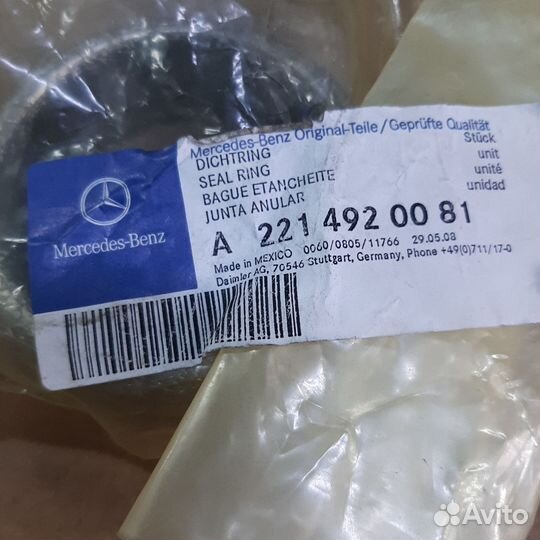 Mercedes-Benz Original-Teile/Geprüfte Qualität
DICHTRING Stück
SEAL RING unit
BAGUE ETANCHEITE unité
JUNTA ANULAR unidad
A 221 492 00 81
Made in MEXICO 0060/0805/11766 29.05.08
Daimler AG, 70546 Stuttgart, Germany, Phone +49(0)711/17-0
Mercedes-Benz
Avito